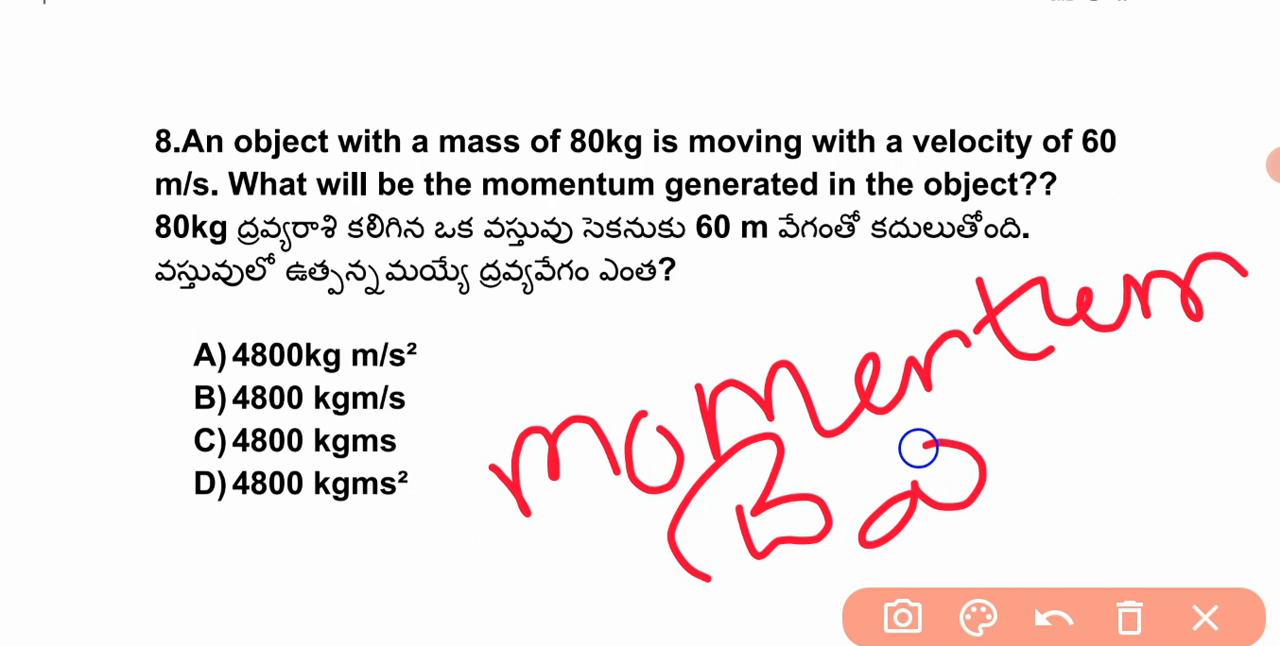 8.An object with a mass of 80kg is moving with a velocity of 60
m/s. What will be the momentum generated in the object??
80kg ద్రవ్యరాశి కలిగిన ఒక వస్తువు సెకనుకు 60 m వేగంతో కదులుతోంది.
వస్తువులో ఉత్పన్నమయ్యే ద్రవ్యవేగం ఎంత?
A) 4800kg m/s²
B) 4800 kgm/s
C) 4800 kgms
D) 4800 kgms²
momentum